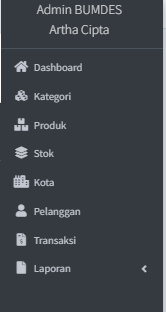 Admin BUMDES
Artha Cipta
Dashboard
Kategori
Produk
Stok
Kota
Pelanggan
Transaksi
Laporan